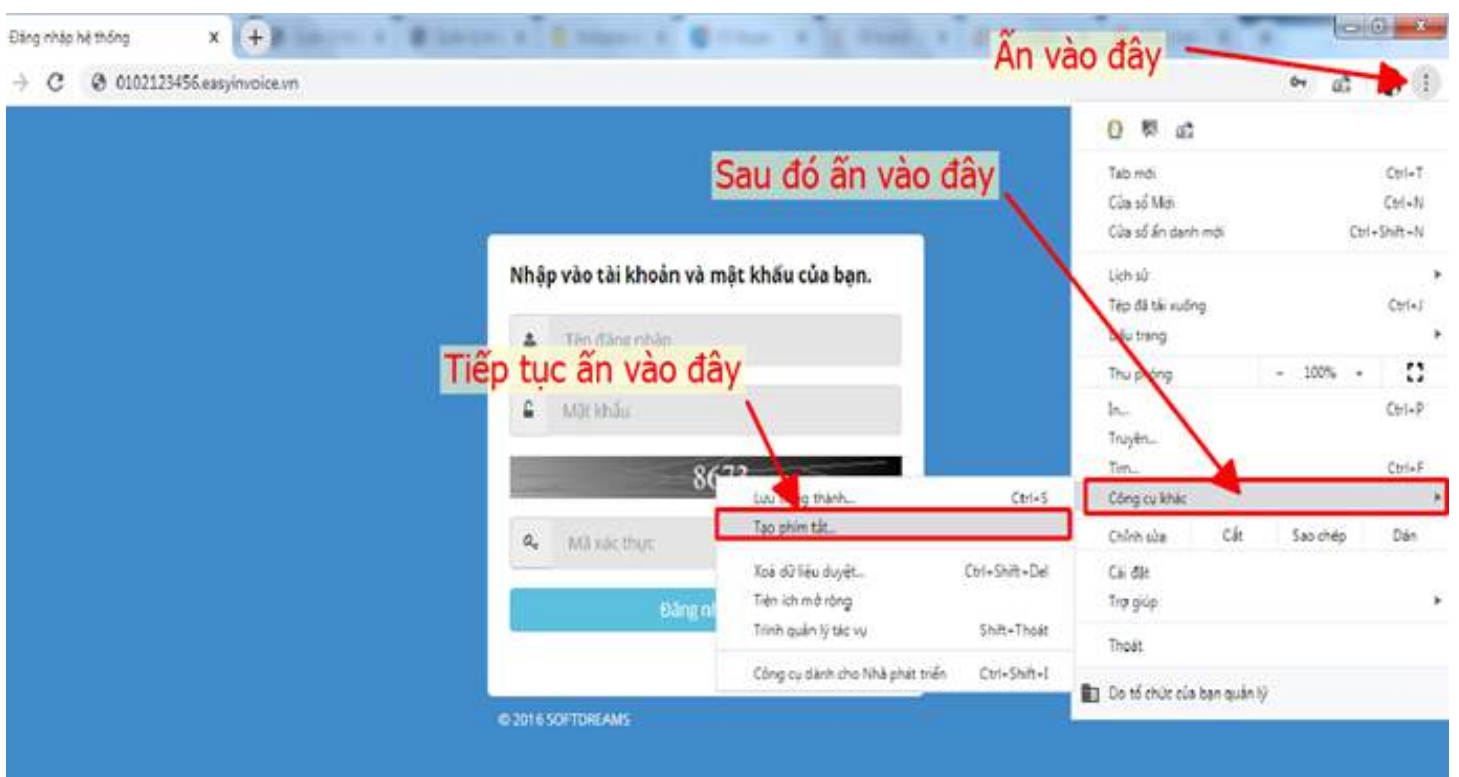 Đăng nhập hệ thống
Ấn vào đây
0102123456.easyinvoice.vn
Sau đó ấn vào đây
Tab mới Ctrl+T
Cửa sổ Mới Ctrl+N
Cửa sổ ẩn danh mới Ctrl+Shift+N
Nhập vào tài khoản và mật khẩu của bạn.
Lịch sử
Tệp đã tải xuống Ctrl+J
Dấu trang
Tên đăng nhập
Tiếp tục ấn vào đây
Thu phóng - 100% +
Mật khẩu
In... Ctrl+P
Truyền...
Tìm... Ctrl+F
8673
Công cụ khác
Lưu trang thành... Ctrl+S
Tạo phím tắt...
Chỉnh sửa Cắt Sao chép Dán
Mã xác thực
Xoá dữ liệu duyệt... Ctrl+Shift+Del
Cài đặt
Tiện ích mở rộng
Trợ giúp
Đăng nh
Trình quản lý tác vụ Shift+Thoát
Thoát
Công cụ dành cho Nhà phát triển Ctrl+Shift+I
Do tổ chức của bạn quản lý
© 2016 SOFTDREAMS